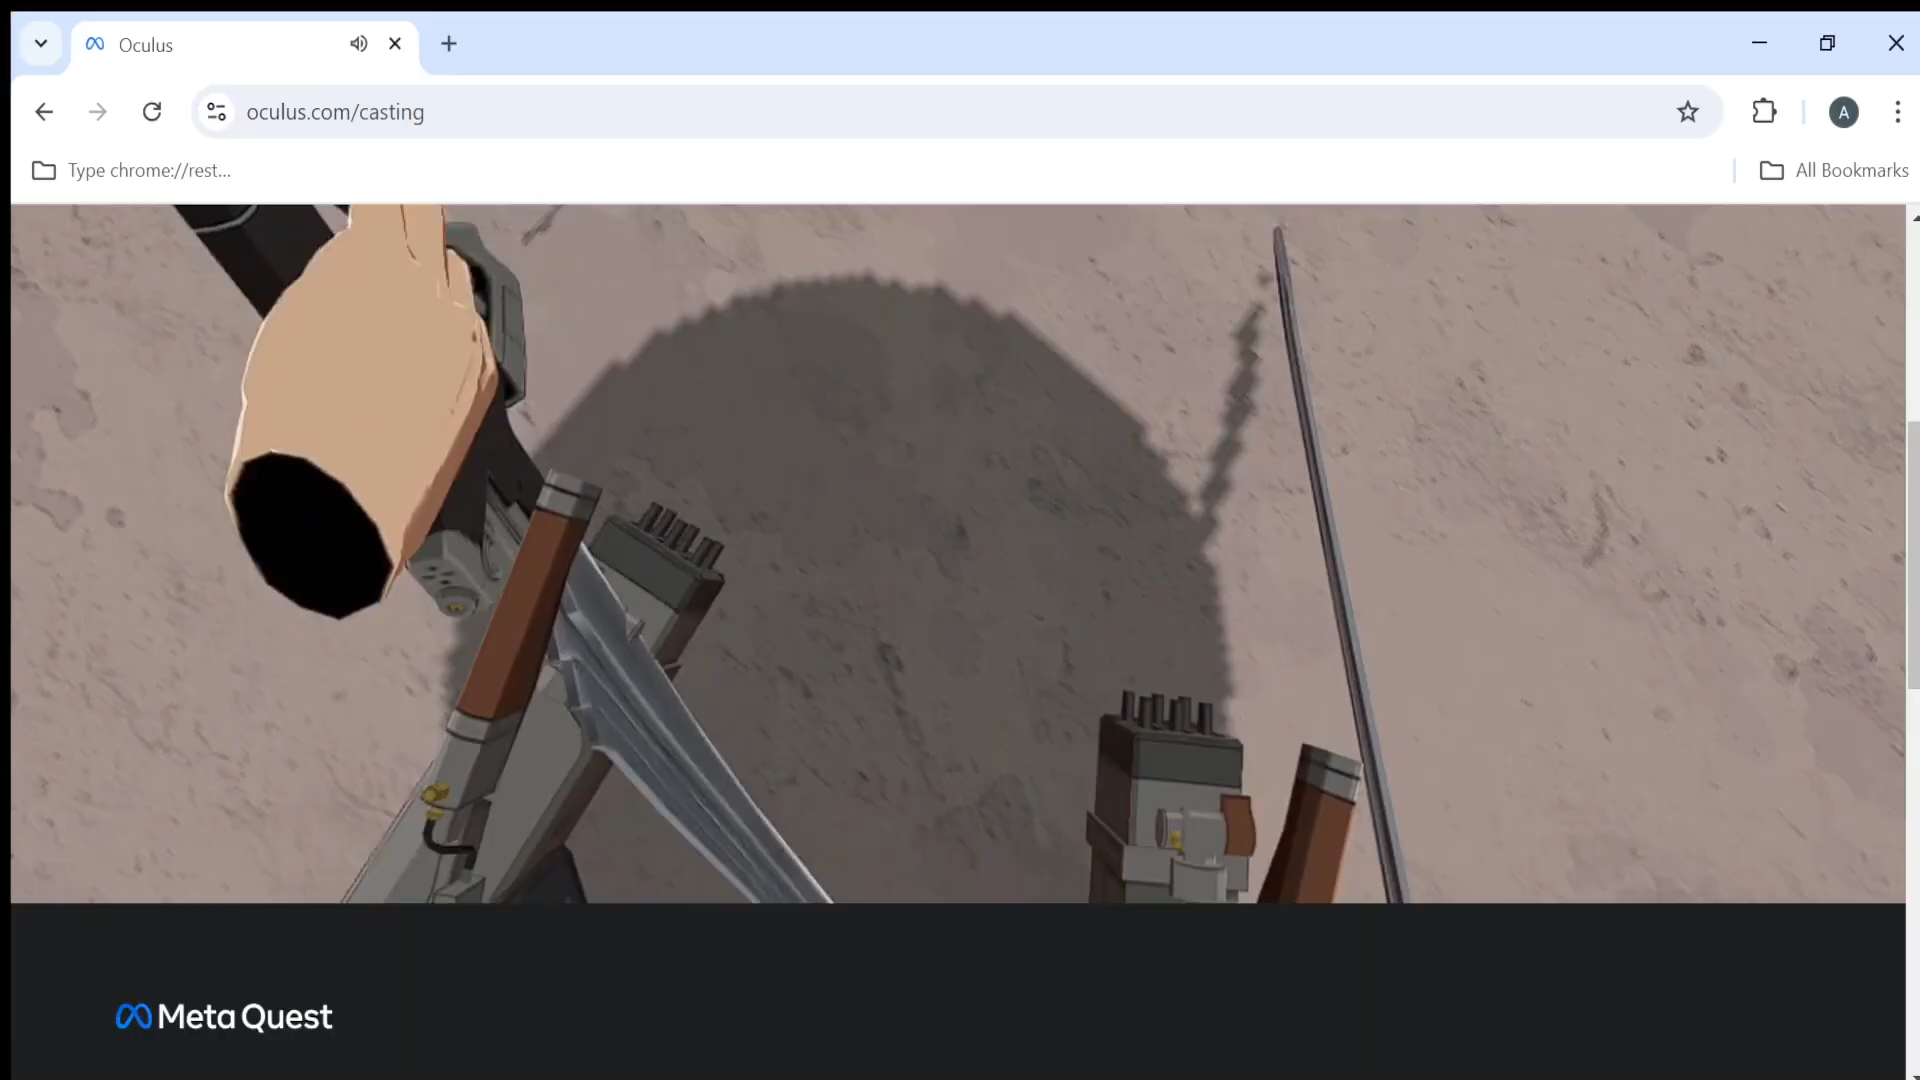 Oculus
oculus.com/casting
A
Type chrome://rest...
All Bookmarks
Meta Quest